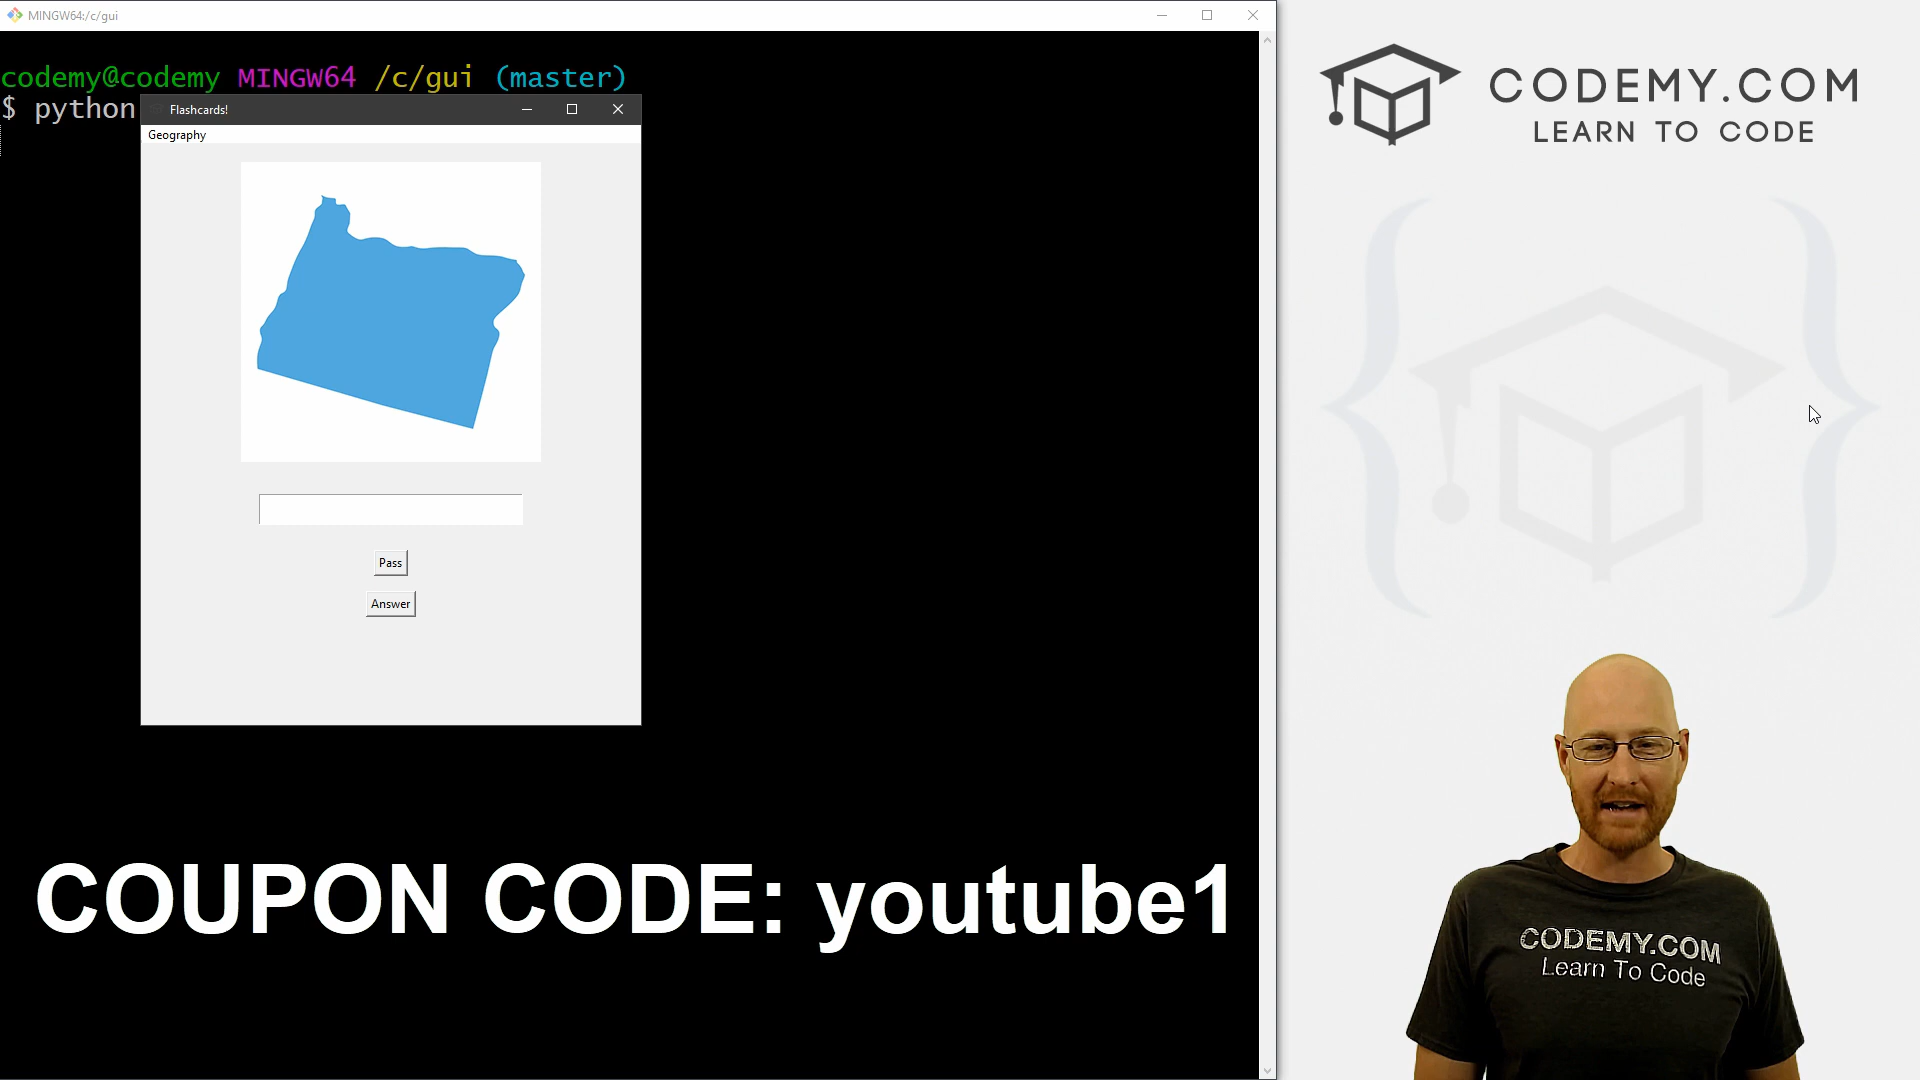 MINGW64:/c/gui
codemy@codemy MINGW64 /c/gui (master)
$ python
Flashcards!
Geography
Pass
Answer
COUPON CODE: youtube1
CODEMY.COM
LEARN TO CODE
CODEMY.COM
Learn To Code